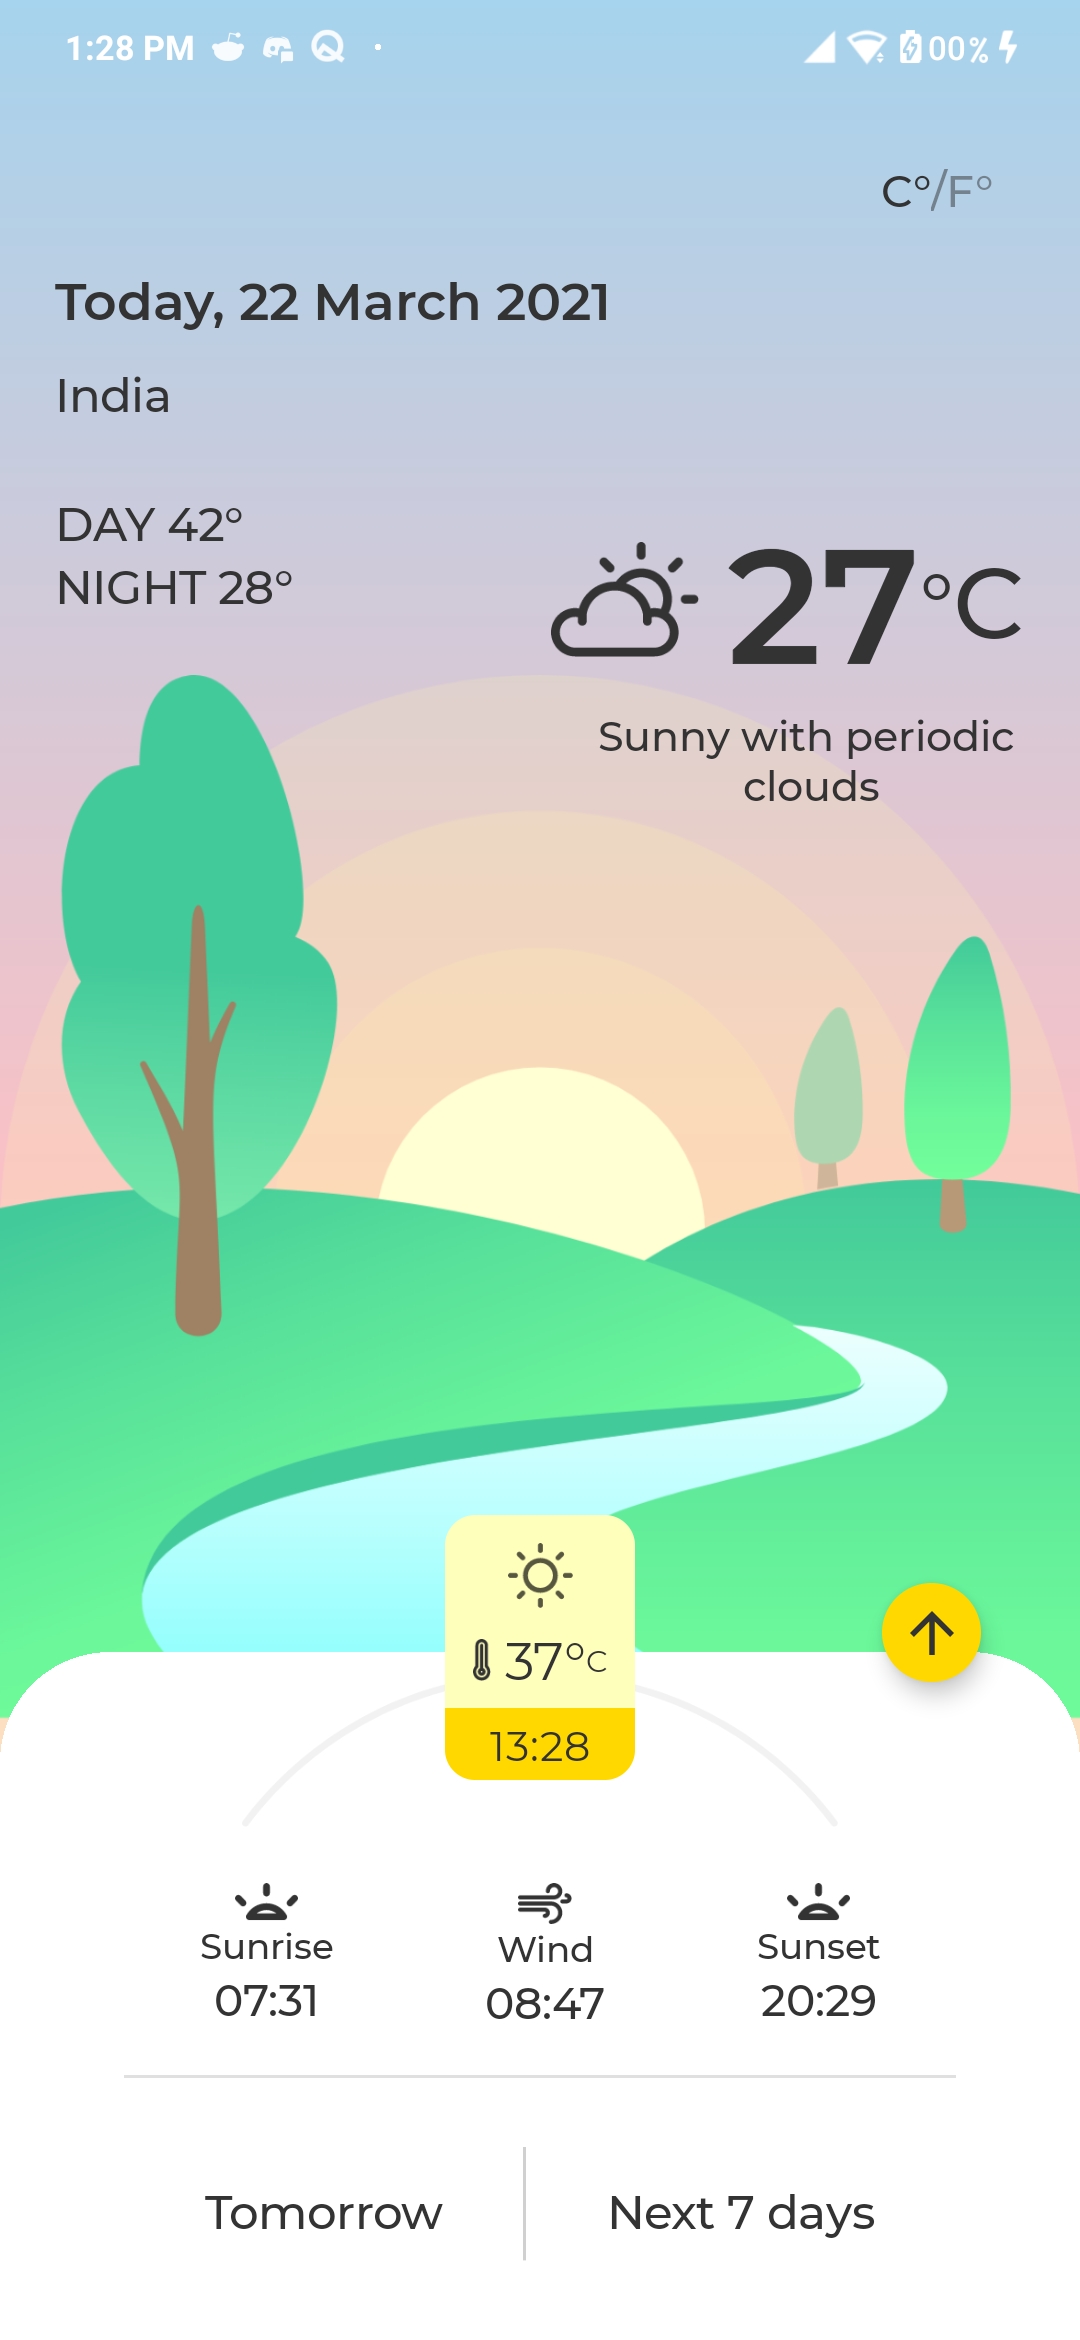 1:28 PM
00%
C°/F°
Today, 22 March 2021
India
DAY 42°
NIGHT 28°
27°C
Sunny with periodic
clouds
37°C
13:28
Sunrise
07:31
Wind
08:47
Sunset
20:29
Tomorrow
Next 7 days